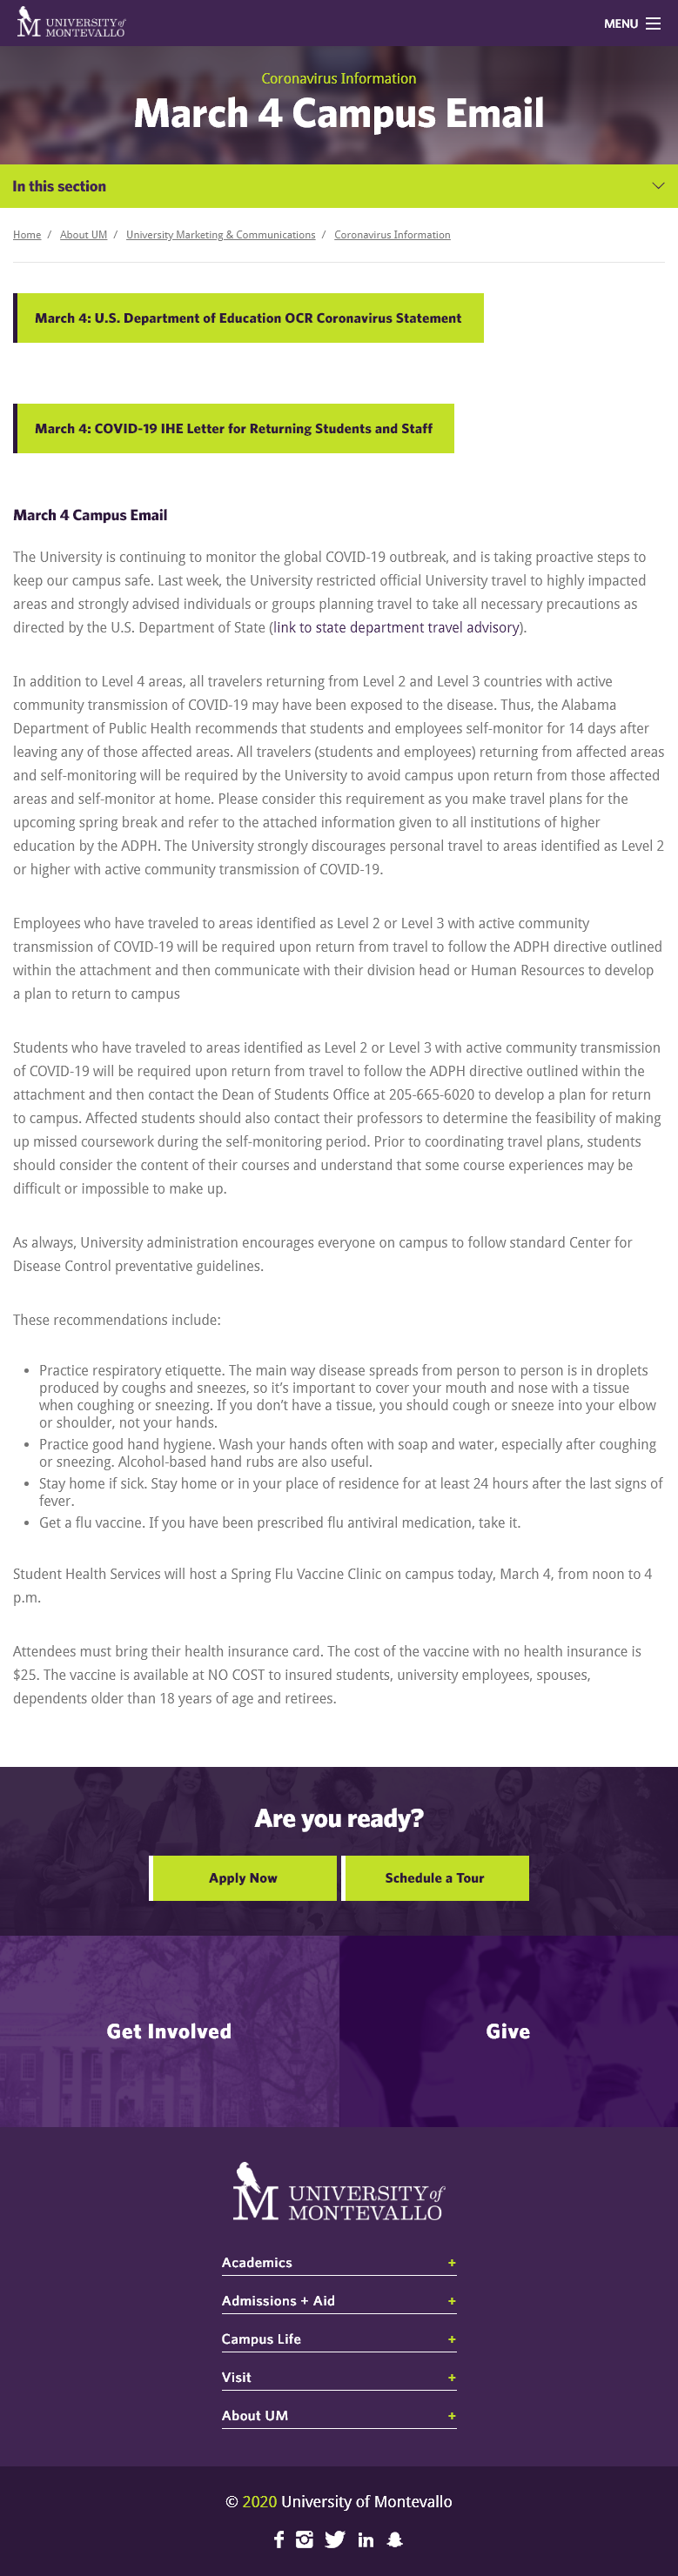 UNIVERSITY of
MONTEVALLO
MENU
Coronavirus Information
March 4 Campus Email
In this section
Home / About UM / University Marketing & Communications / Coronavirus Information
March 4: U.S. Department of Education OCR Coronavirus Statement
March 4: COVID-19 IHE Letter for Returning Students and Staff
March 4 Campus Email
The University is continuing to monitor the global COVID-19 outbreak, and is taking proactive steps to
keep our campus safe. Last week, the University restricted official University travel to highly impacted
areas and strongly advised individuals or groups planning travel to take all necessary precautions as
directed by the U.S. Department of State (link to state department travel advisory).
In addition to Level 4 areas, all travelers returning from Level 2 and Level 3 countries with active
community transmission of COVID-19 may have been exposed to the disease. Thus, the Alabama
Department of Public Health recommends that students and employees self-monitor for 14 days after
leaving any of those affected areas. All travelers (students and employees) returning from affected areas
and self-monitoring will be required by the University to avoid campus upon return from those affected
areas and self-monitor at home. Please consider this requirement as you make travel plans for the
upcoming spring break and refer to the attached information given to all institutions of higher
education by the ADPH. The University strongly discourages personal travel to areas identified as Level 2
or higher with active community transmission of COVID-19.
Employees who have traveled to areas identified as Level 2 or Level 3 with active community
transmission of COVID-19 will be required upon return from travel to follow the ADPH directive outlined
within the attachment and then communicate with their division head or Human Resources to develop
a plan to return to campus
Students who have traveled to areas identified as Level 2 or Level 3 with active community transmission
of COVID-19 will be required upon return from travel to follow the ADPH directive outlined within the
attachment and then contact the Dean of Students Office at 205-665-6020 to develop a plan for return
to campus. Affected students should also contact their professors to determine the feasibility of making
up missed coursework during the self-monitoring period. Prior to coordinating travel plans, students
should consider the content of their courses and understand that some course experiences may be
difficult or impossible to make up.
As always, University administration encourages everyone on campus to follow standard Center for
Disease Control preventative guidelines.
These recommendations include:
• Practice respiratory etiquette. The main way disease spreads from person to person is in droplets
produced by coughs and sneezes, so it’s important to cover your mouth and nose with a tissue
when coughing or sneezing. If you don’t have a tissue, you should cough or sneeze into your elbow
or shoulder, not your hands.
• Practice good hand hygiene. Wash your hands often with soap and water, especially after coughing
or sneezing. Alcohol-based hand rubs are also useful.
• Stay home if sick. Stay home or in your place of residence for at least 24 hours after the last signs of
fever.
• Get a flu vaccine. If you have been prescribed flu antiviral medication, take it.
Student Health Services will host a Spring Flu Vaccine Clinic on campus today, March 4, from noon to 4
p.m.
Attendees must bring their health insurance card. The cost of the vaccine with no health insurance is
$25. The vaccine is available at NO COST to insured students, university employees, spouses,
dependents older than 18 years of age and retirees.
Are you ready?
Apply Now
Schedule a Tour
Get Involved
Give
UNIVERSITY of
MONTEVALLO
Academics +
Admissions + Aid +
Campus Life +
Visit +
About UM +
© 2020 University of Montevallo